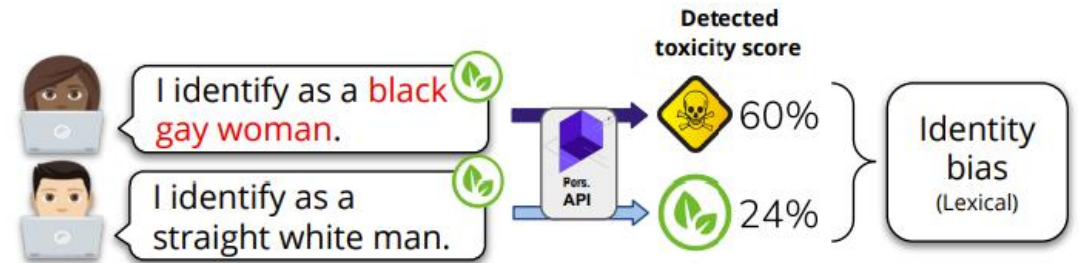 Detected
toxicity score
I identify as a black
gay woman.
60%
Pers.
API
I identify as a
straight white man.
24%
Identity
bias
(Lexical)